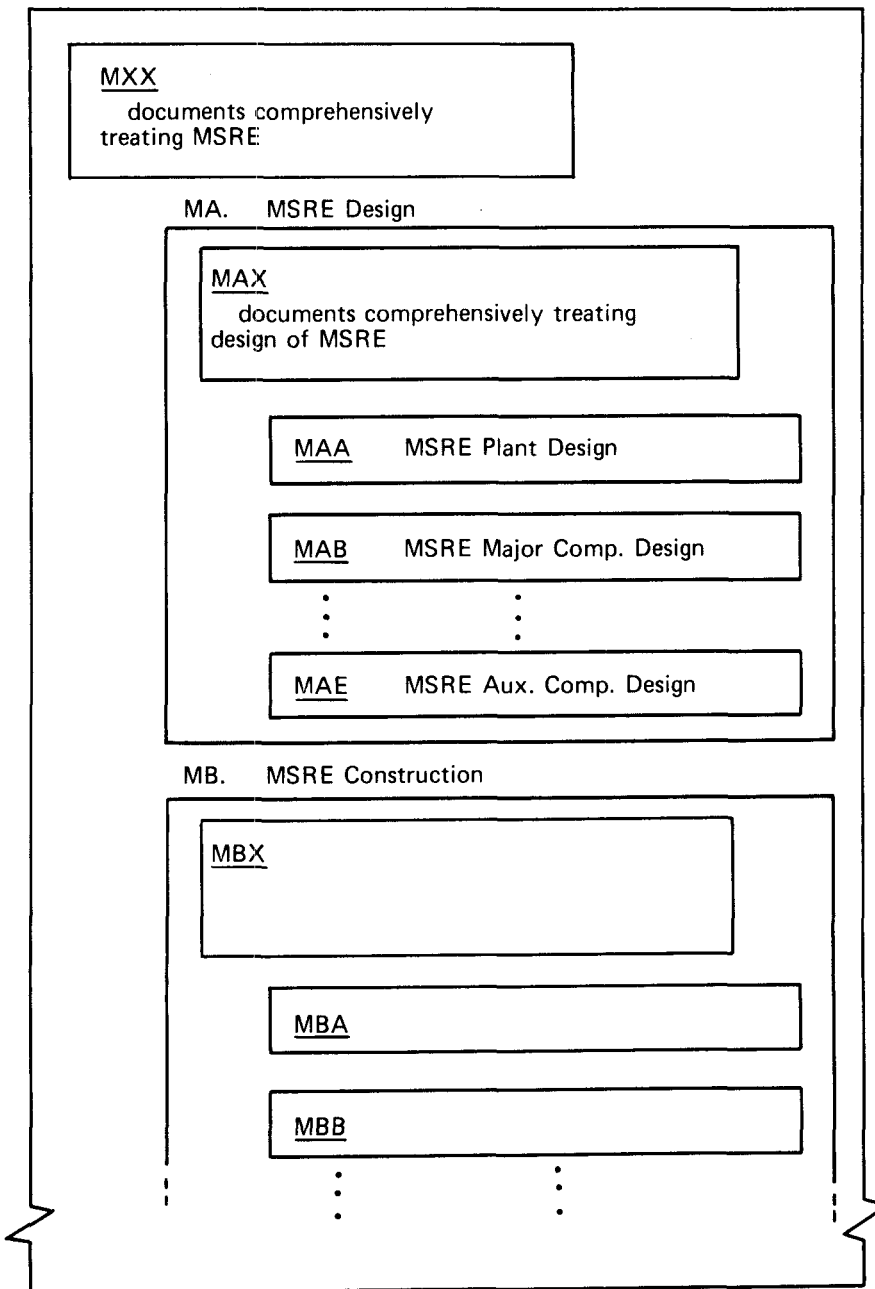 MXX
documents comprehensively
treating MSRE
MA. MSRE Design
MAX
documents comprehensively treating
design of MSRE
MAA MSRE Plant Design
MAB MSRE Major Comp. Design
MAE MSRE Aux. Comp. Design
MB. MSRE Construction
MBX
MBA
MBB